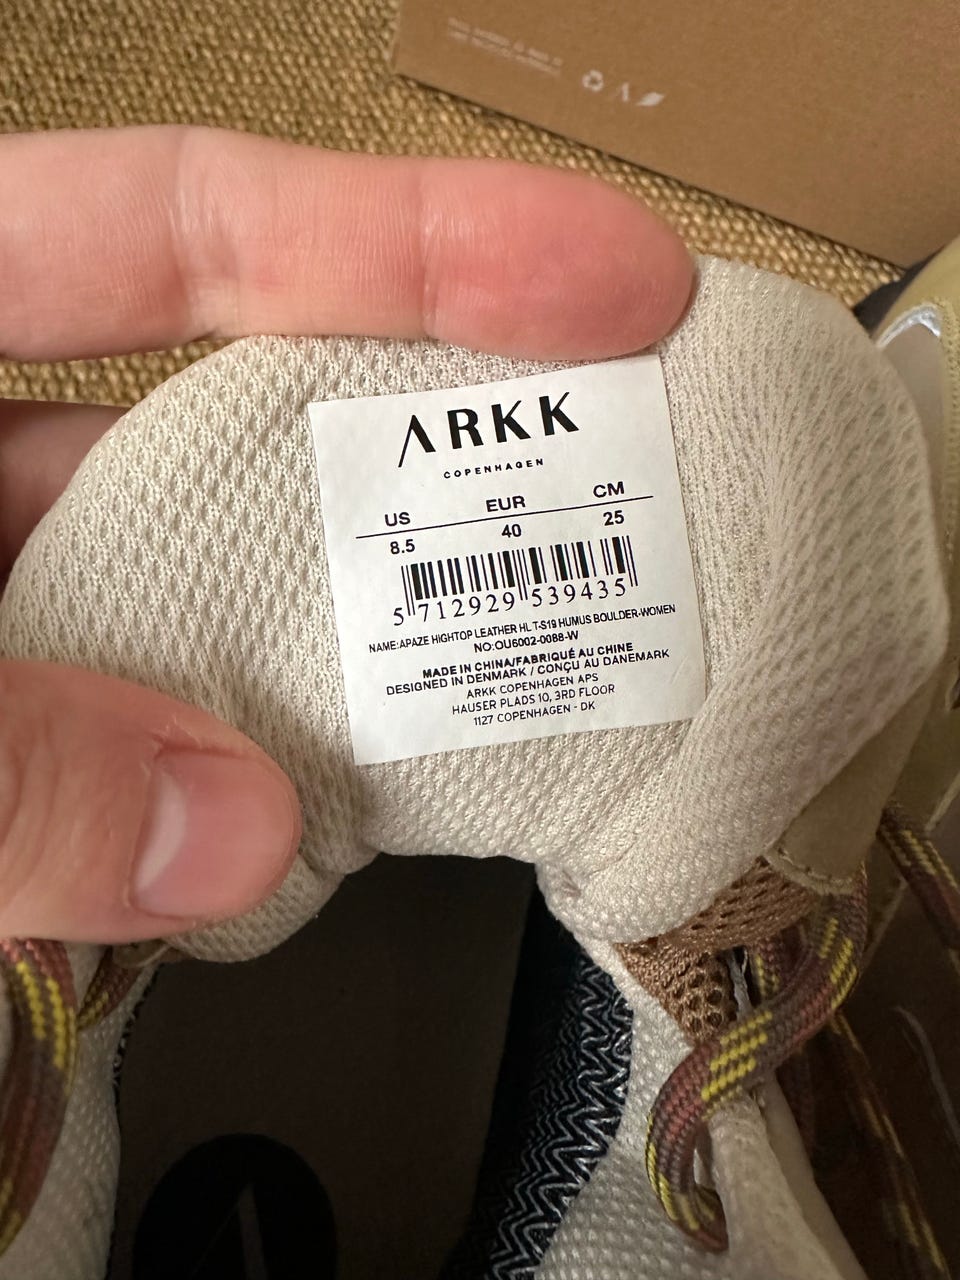 ARKK
COPENHAGEN
US EUR CM
8.5 40 25
5 712929 539435
NAME:APAZE HIGHTOP LEATHER HL T-S19 HUMUS BOULDER-WOMEN
NO:OU6002-0088-W
MADE IN CHINA/FABRIQUÉ AU CHINE
DESIGNED IN DENMARK / CONÇU AU DANEMARK
ARKK COPENHAGEN APS
HAUSER PLADS 10, 3RD FLOOR
1127 COPENHAGEN - DK